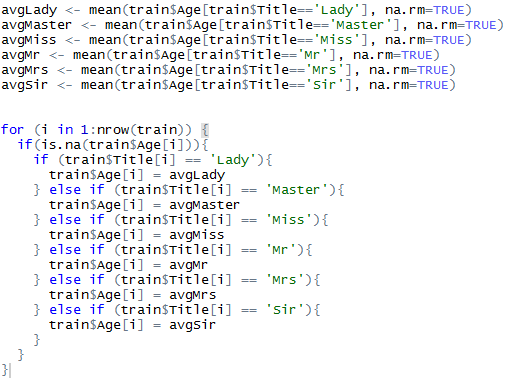 avgLady <- mean(train$Age[train$Title=='Lady'], na.rm=TRUE)
avgMaster <- mean(train$Age[train$Title=='Master'], na.rm=TRUE)
avgMiss <- mean(train$Age[train$Title=='Miss'], na.rm=TRUE)
avgMr <- mean(train$Age[train$Title=='Mr'], na.rm=TRUE)
avgMrs <- mean(train$Age[train$Title=='Mrs'], na.rm=TRUE)
avgSir <- mean(train$Age[train$Title=='Sir'], na.rm=TRUE)

for (i in 1:nrow(train)) {
  if(is.na(train$Age[i])){
    if (train$Title[i] == 'Lady'){
      train$Age[i] = avgLady
    } else if (train$Title[i] == 'Master'){
      train$Age[i] = avgMaster
    } else if (train$Title[i] == 'Miss'){
      train$Age[i] = avgMiss
    } else if (train$Title[i] == 'Mr'){
      train$Age[i] = avgMr
    } else if (train$Title[i] == 'Mrs'){
      train$Age[i] = avgMrs
    } else if (train$Title[i] == 'Sir'){
      train$Age[i] = avgSir
    }
  }
}